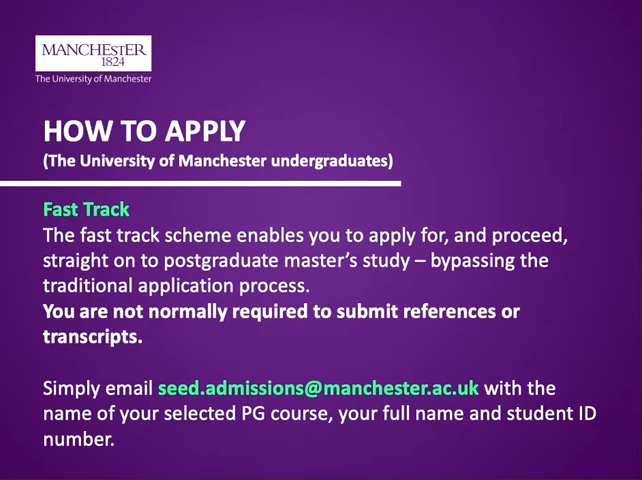 MANCHESTER
1824
The University of Manchester
HOW TO APPLY
(The University of Manchester undergraduates)
Fast Track
The fast track scheme enables you to apply for, and proceed,
straight on to postgraduate master's study – bypassing the
traditional application process.
You are not normally required to submit references or
transcripts.
Simply email seed.admissions@manchester.ac.uk with the
name of your selected PG course, your full name and student ID
number.